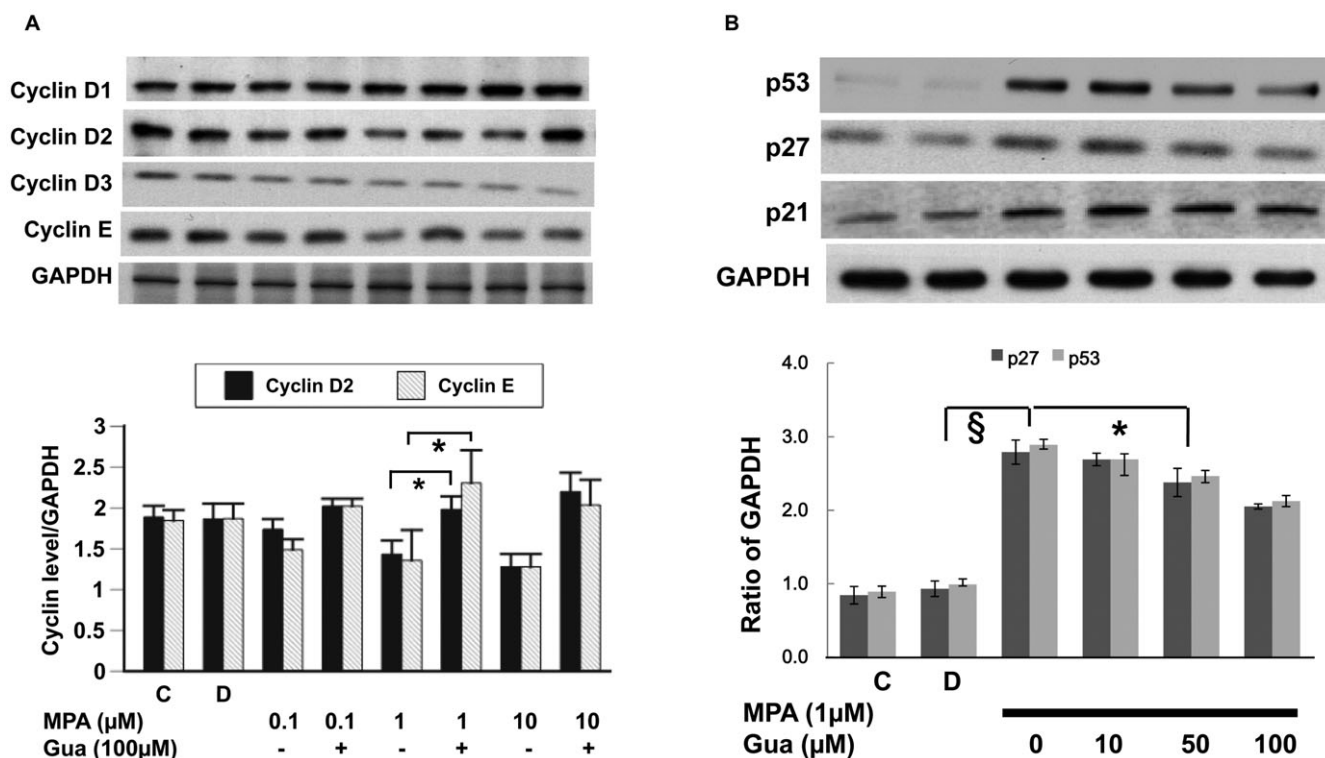 A
Cyclin D1
Cyclin D2
Cyclin D3
Cyclin E
GAPDH
Cyclin D2 Cyclin E
Cyclin level/GAPDH
3
2.5
2
1.5
1
0.5
0
* 
*
C D
MPA (µM) 0.1 0.1 1 1 10 10
Gua (100µM) - + - + - +
B
p53
p27
p21
GAPDH
p27 p53
Ratio of GAPDH
4.0
3.0
2.0
1.0
0.0
§ *
C D
MPA (1µM)
Gua (µM) 0 10 50 100